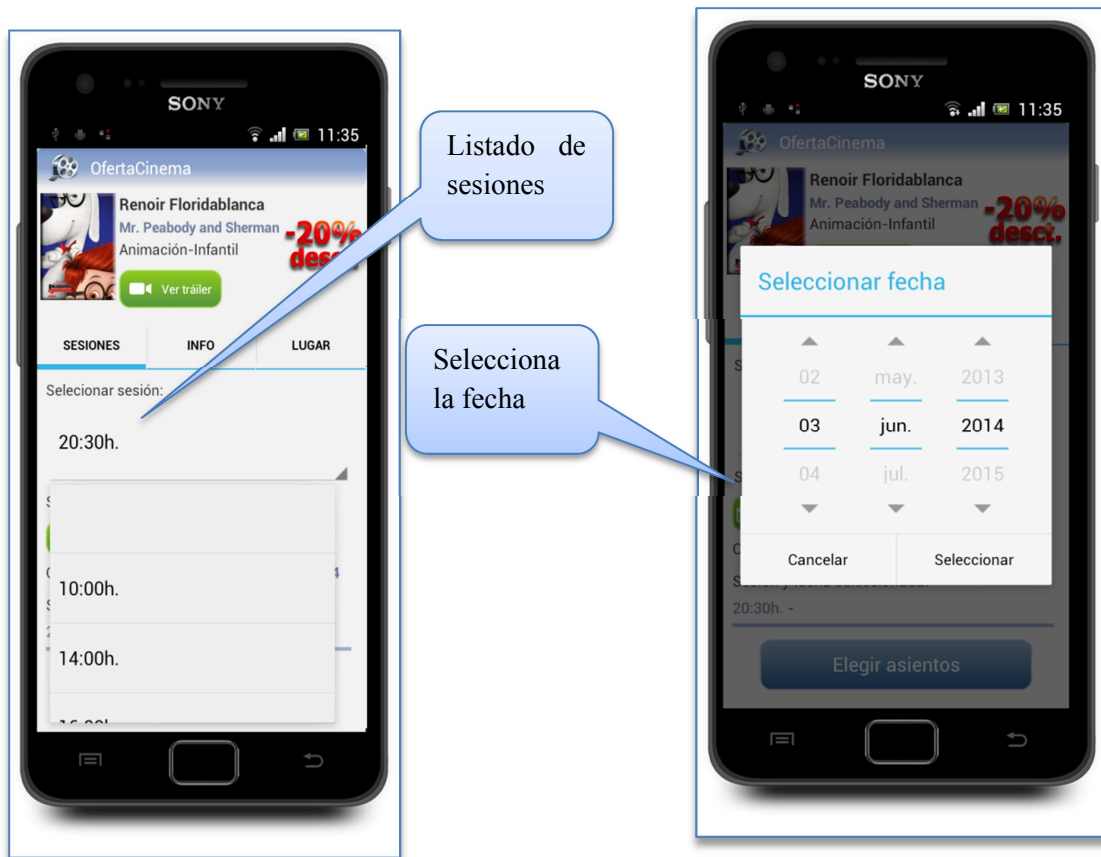 SONY
11:35
OfertaCinema
Renoir Floridablanca
Mr. Peabody and Sherman
Animación-Infantil
-20%
desct.
Ver tráiler
SESIONES INFO LUGAR
Selecionar sesión:
20:30h.
10:00h.
14:00h.
Listado de
sesiones
Selecciona
la fecha
SONY
11:35
OfertaCinema
Renoir Floridablanca
Mr. Peabody and Sherman
Animación-Infantil
-20%
desct.
Seleccionar fecha
02 may. 2013
03 jun. 2014
04 jul. 2015
Cancelar Seleccionar
20:30h. -
Elegir asientos